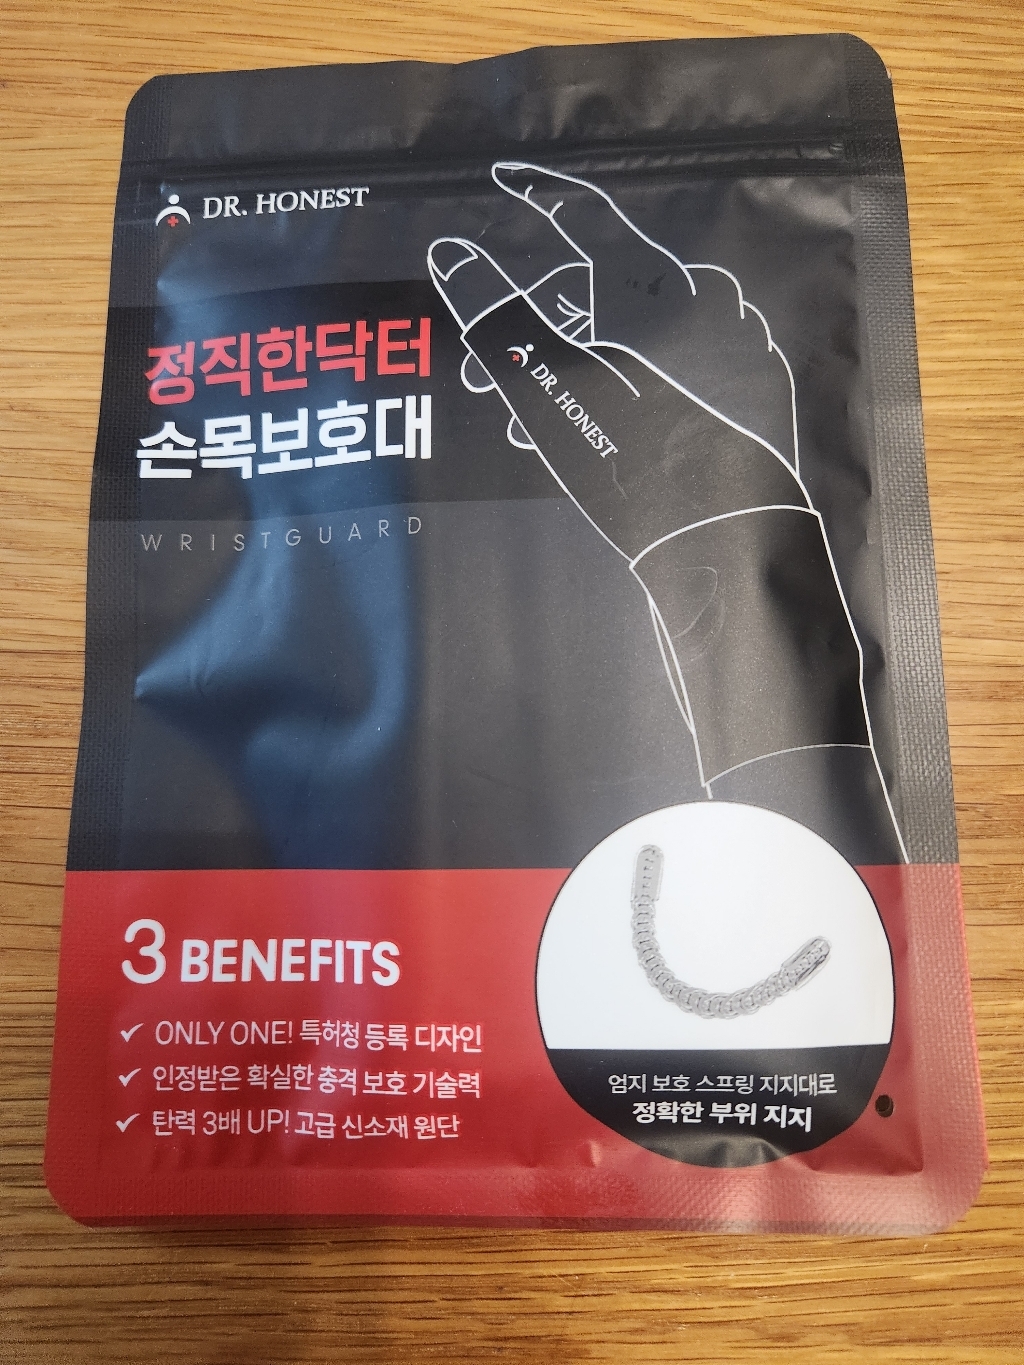 DR. HONEST
정직한닥터
손목보호대
WRISTGUARD
DR. HONEST
3 BENEFITS
✓ ONLY ONE! 특허청 등록 디자인
✓ 인정받은 확실한 충격 보호 기술력
✓ 탄력 3배 UP! 고급 신소재 원단
엄지 보호 스프링 지지대로
정확한 부위 지지